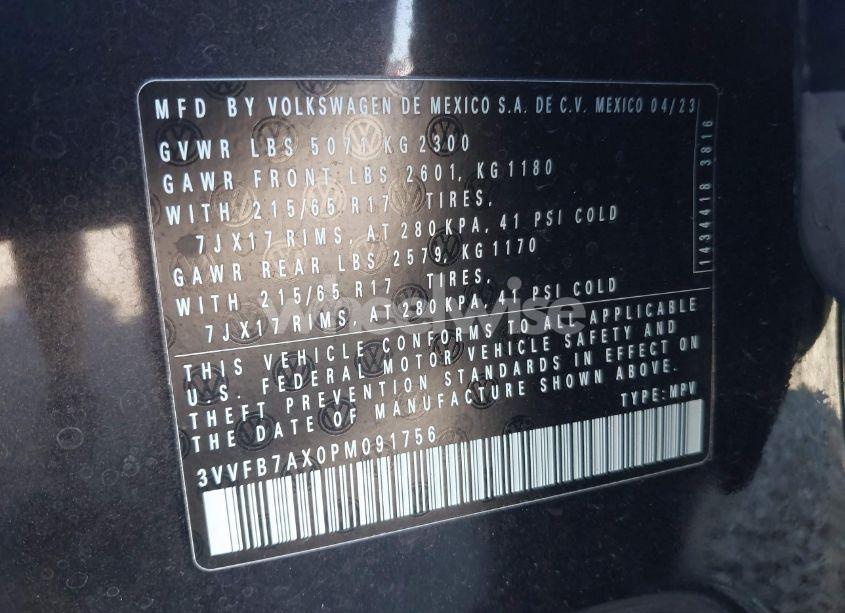 MFD BY VOLKSWAGEN DE MEXICO S.A. DE C.V. MEXICO 04/23
GVWR LBS 5071 KG 2300
GAWR FRONT LBS 2601, KG 1180
WITH 215/65 R17 TIRES,
7JX17 RIMS, AT 280 KPA, 41 PSI COLD
GAWR REAR LBS 2579, KG 1170
WITH 215/65 R17 TIRES,
7JX17 RIMS, AT 280 KPA, 41 PSI COLD
THIS VEHICLE CONFORMS TO ALL APPLICABLE
U.S. FEDERAL MOTOR VEHICLE SAFETY AND
THEFT PREVENTION STANDARDS IN EFFECT ON
THE DATE OF MANUFACTURE SHOWN ABOVE.
TYPE: MPV
3VVFB7AX0PM091756
1434418 3816
wheelwise